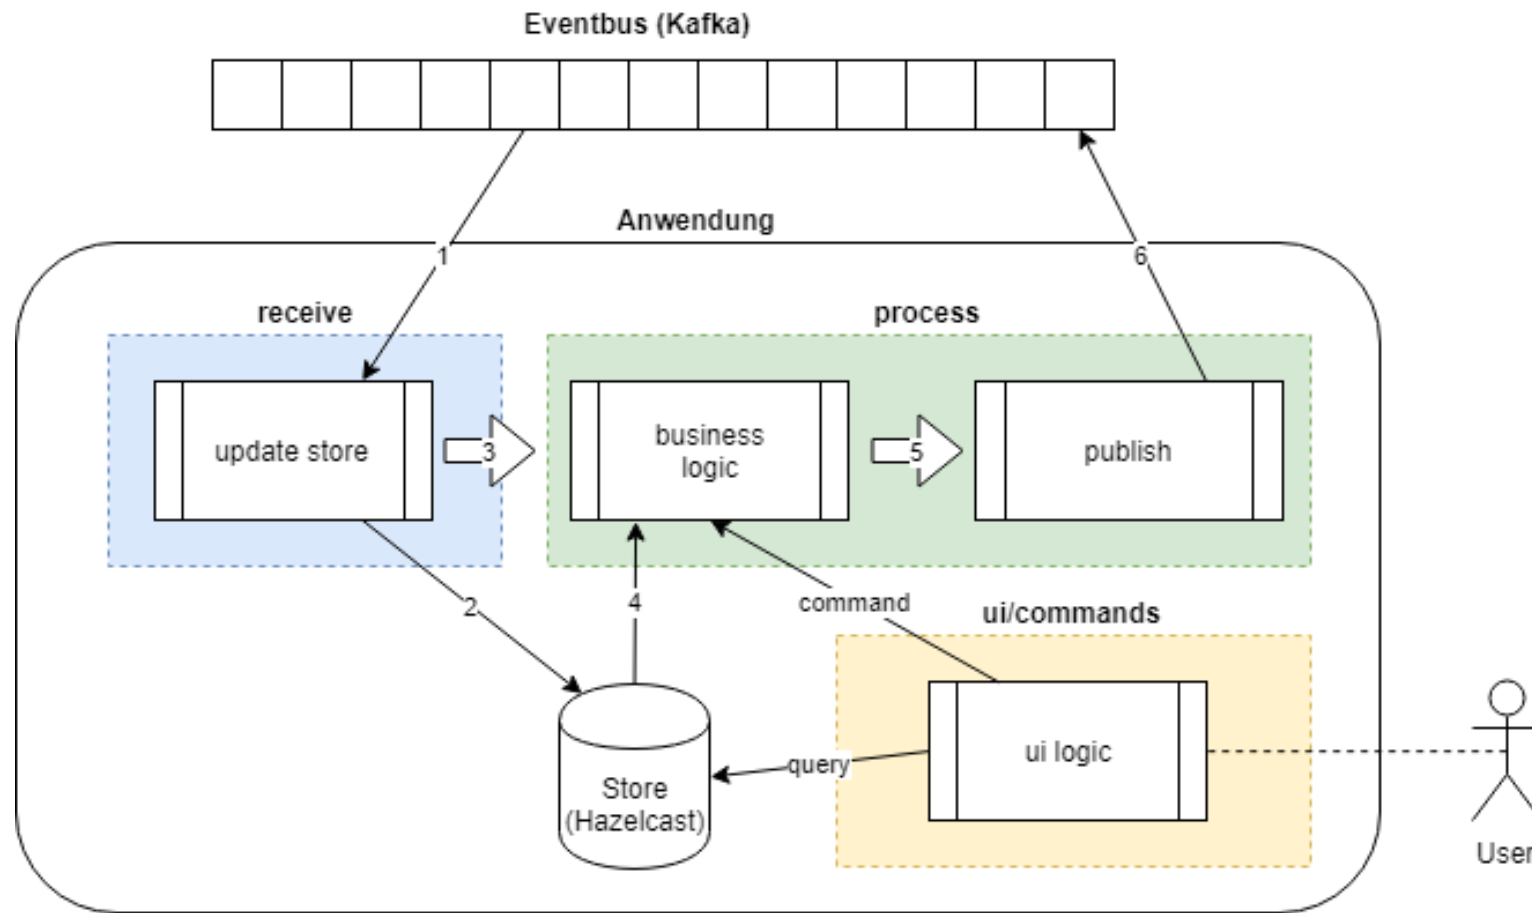 Eventbus (Kafka)
Anwendung
1
6
receive
process
update store
3
business
logic
5
publish
2
4
command
ui/commands
query
ui logic
Store
(Hazelcast)
User